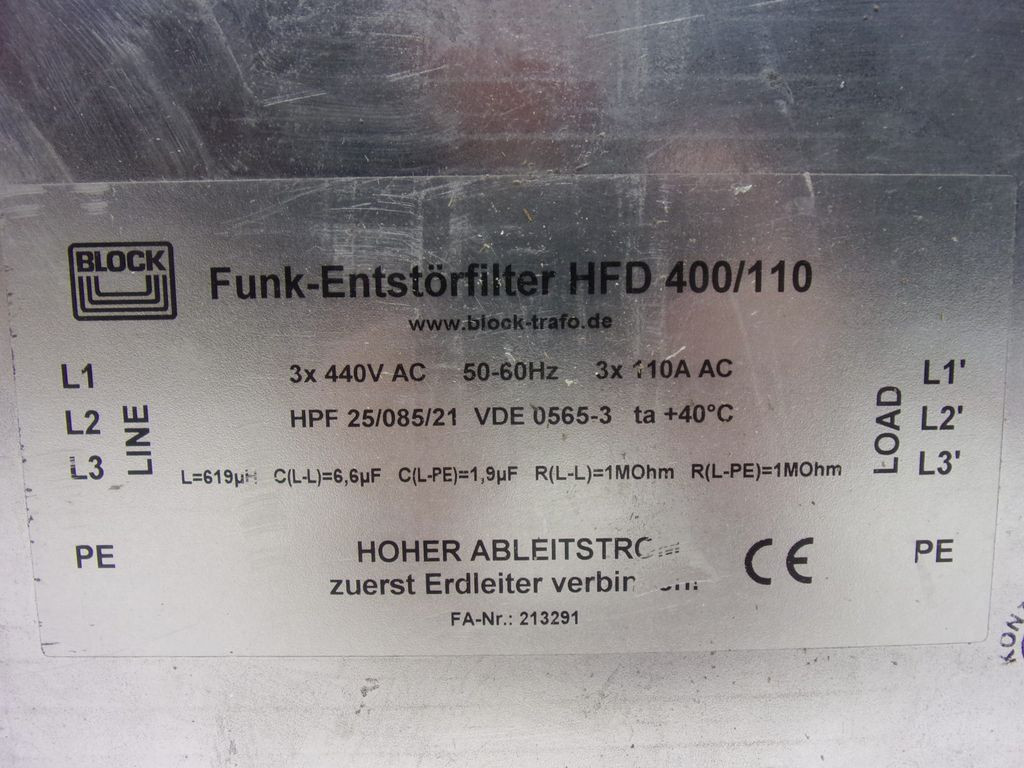 BLOCK
Funk-Entstörfilter HFD 400/110
www.block-trafo.de
L1 3x 440V AC 50-60Hz 3x 110A AC L1'
L2 LINE HPF 25/085/21 VDE 0565-3 ta +40°C LOAD L2'
L3 L=619µH C(L-L)=6,6µF C(L-PE)=1,9µF R(L-L)=1MOhm R(L-PE)=1MOhm L3'
PE HOHER ABLEITSTROM PE
zuerst Erdleiter verbinden!
CE
FA-Nr.: 213291